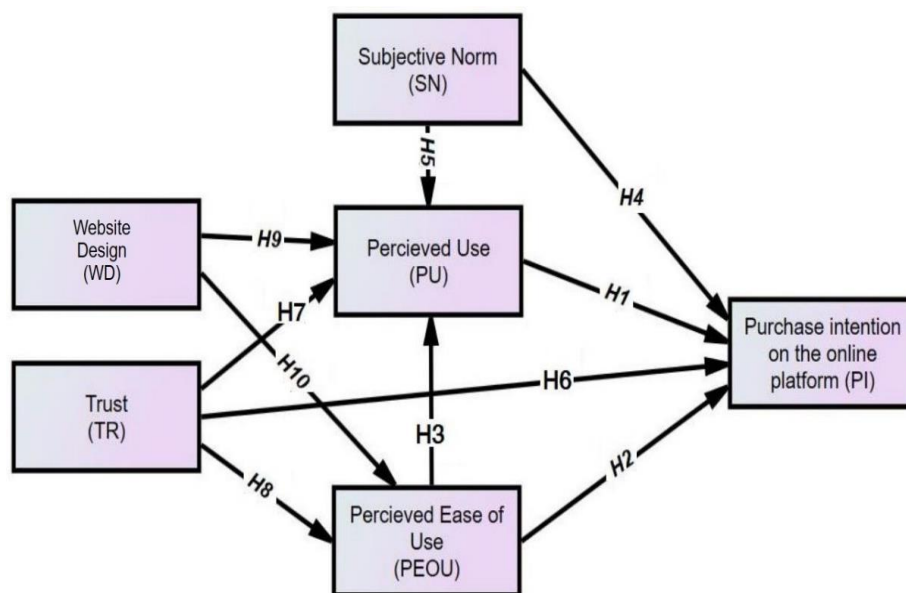 Subjective Norm
(SN)
H5
H4
Website
Design
(WD)
H9
Percieved Use
(PU)
H1
H7
H10
Purchase intention
on the online
platform (PI)
Trust
(TR)
H6
H3
H8
H2
Percieved Ease of
Use
(PEOU)